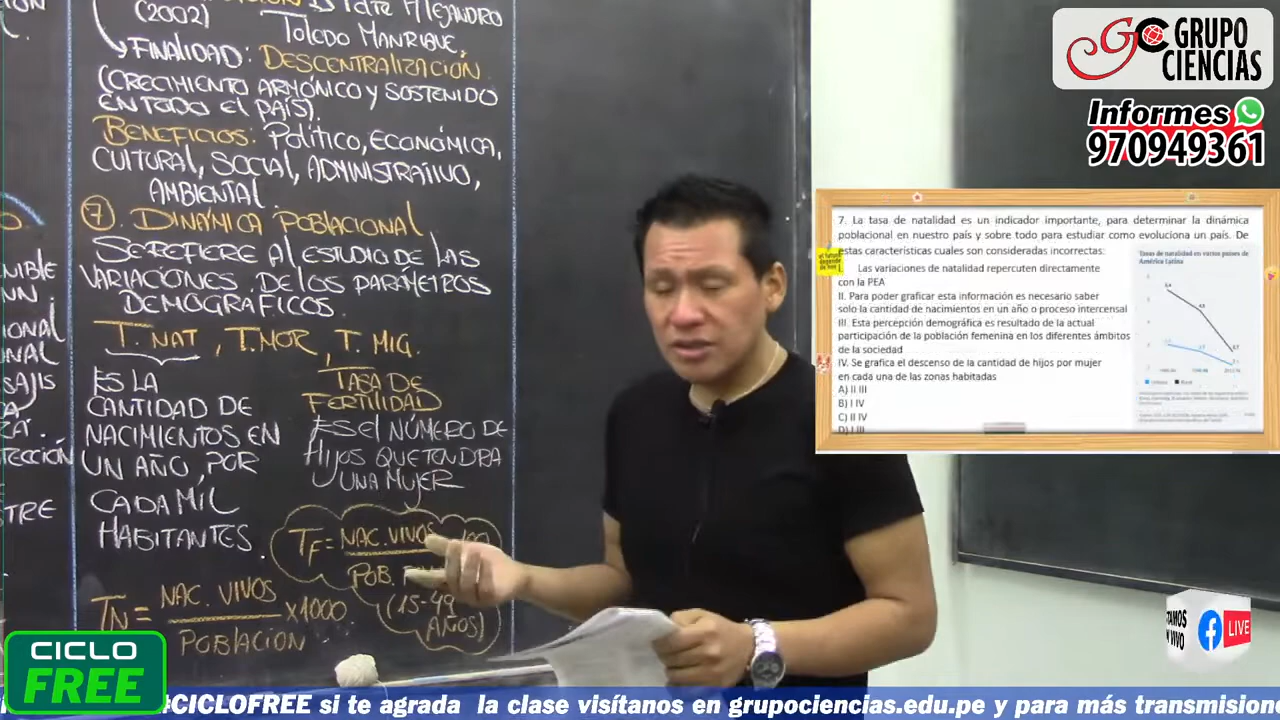 (2002)
ALEJANDRO
TOLEDO MANRIQUE.
FINALIDAD: DESCENTRALIZACIÓN
(CRECIMIENTO ARMÓNICO Y SOSTENIDO
EN TODO EL PAÍS).
BENEFICIOS: POLÍTICO, ECONÓMICA,
CULTURAL, SOCIAL, ADMINISTRATIVO,
AMBIENTAL.
7. DINÁMICA POBLACIONAL
SE REFIERE AL ESTUDIO DE LAS
VARIACIONES DE LOS PARÁMETROS
DEMOGRÁFICOS.
T. NAT, T. MOR, T. MIG.
ES LA
CANTIDAD DE
NACIMIENTOS EN
UN AÑO, POR
CADA MIL
HABITANTES.
TN = NAC. VIVOS x1000
POBLACION
TASA DE
FERTILIDAD
ES EL NÚMERO DE
HIJOS QUE TENDRA
UNA MUJER
TF = NAC. VIVOS
POB.
(15-49
AÑOS)
GC GRUPO
CIENCIAS
Informes
970949361
7. La tasa de natalidad es un indicador importante, para determinar la dinámica
poblacional en nuestro país y sobre todo para estudiar como evoluciona un país. De
estas características cuales son consideradas incorrectas:
Las variaciones de natalidad repercuten directamente
con la PEA
II. Para poder graficar esta información es necesario saber
solo la cantidad de nacimientos en un año o proceso intercensal
III. Esta percepción demográfica es resultado de la actual
participación de la población femenina en los diferentes ámbitos
de la sociedad
IV. Se grafica el descenso de la cantidad de hijos por mujer
en cada una de las zonas habitadas
A) II III
B) I IV
C) II IV
D) I III
Tasas de natalidad en varios países de
América Latina
LIVE
CICLO
FREE
#CICLOFREE si te agrada la clase visítanos en grupociencias.edu.pe y para más transmisione